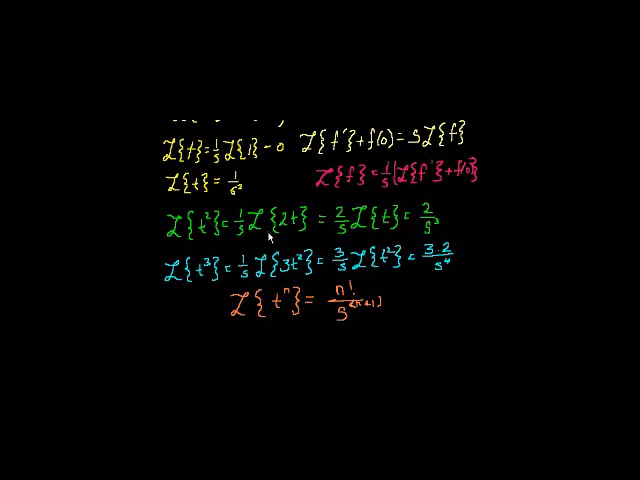 ℒ{t} = 1/s ℒ{1} - 0
ℒ{f'} + f(0) = sℒ{f}
ℒ{t} = 1/s²
ℒ{f} = 1/s (ℒ{f'} + f(0))
ℒ{t²} = 1/s ℒ{2t} = 2/s ℒ{t} = 2/s³
ℒ{t³} = 1/s ℒ{3t²} = 3/s ℒ{t²} = 3·2/s⁴
ℒ{tⁿ} = n!/s⁽ⁿ⁺¹⁾